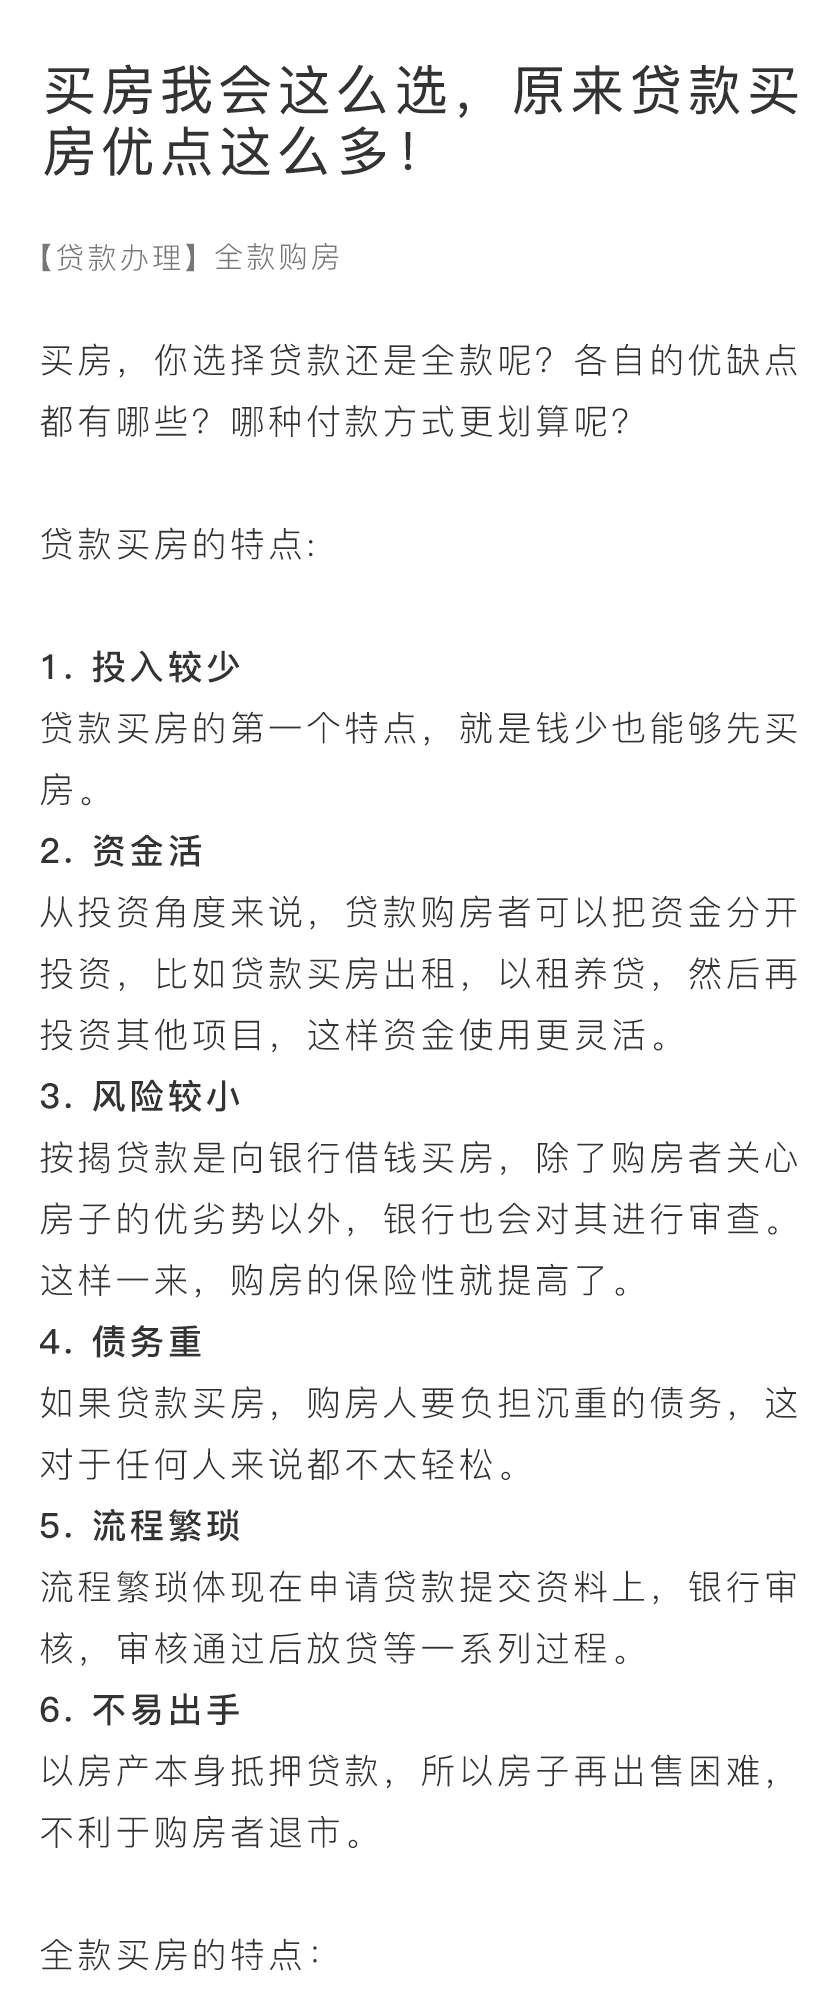 买房我会这么选，原来贷款买
房优点这么多！
【贷款办理】全款购房
买房，你选择贷款还是全款呢？各自的优缺点
都有哪些？哪种付款方式更划算呢？
贷款买房的特点：
1. 投入较少
贷款买房的第一个特点，就是钱少也能够先买
房。
2. 资金活
从投资角度来说，贷款购房者可以把资金分开
投资，比如贷款买房出租，以租养贷，然后再
投资其他项目，这样资金使用更灵活。
3. 风险较小
按揭贷款是向银行借钱买房，除了购房者关心
房子的优劣势以外，银行也会对其进行审查。
这样一来，购房的保险性就提高了。
4. 债务重
如果贷款买房，购房人要负担沉重的债务，这
对于任何人来说都不太轻松。
5. 流程繁琐
流程繁琐体现在申请贷款提交资料上，银行审
核，审核通过后放贷等一系列过程。
6. 不易出手
以房产本身抵押贷款，所以房子再出售困难，
不利于购房者退市。
全款买房的特点：